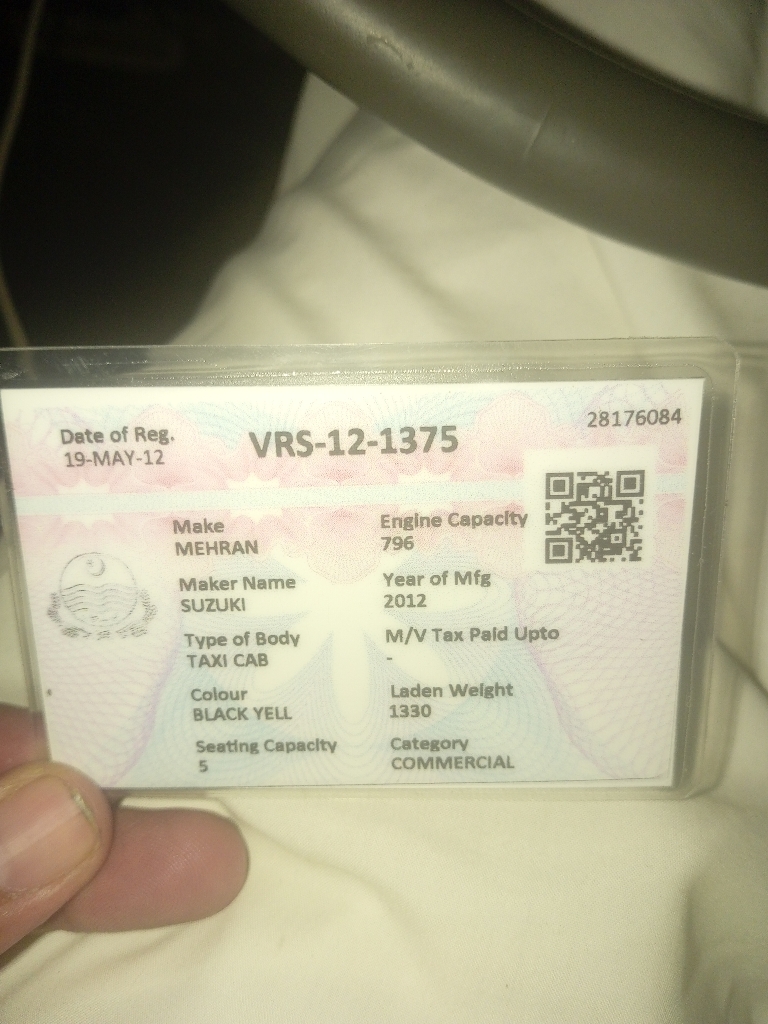 Date of Reg.
19-MAY-12
VRS-12-1375
28176084
Make
MEHRAN
Engine Capacity
796
Maker Name
SUZUKI
Year of Mfg
2012
Type of Body
TAXI CAB
M/V Tax Paid Upto
-
Colour
BLACK YELL
Laden Weight
1330
Seating Capacity
5
Category
COMMERCIAL